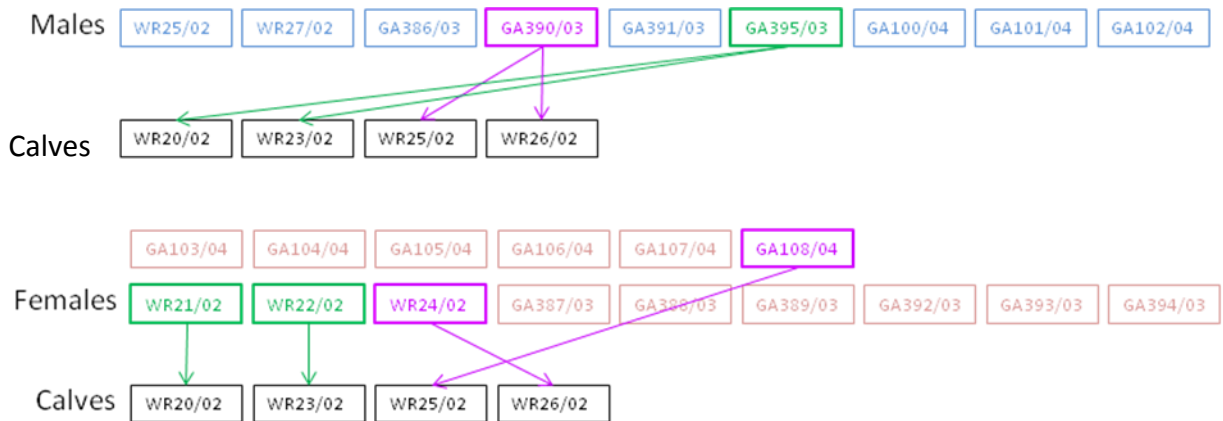 Males WR25/02 WR27/02 GA386/03 GA390/03 GA391/03 GA395/03 GA100/04 GA101/04 GA102/04
Calves WR20/02 WR23/02 WR25/02 WR26/02
GA103/04 GA104/04 GA105/04 GA106/04 GA107/04 GA108/04
Females WR21/02 WR22/02 WR24/02 GA387/03 GA388/03 GA389/03 GA392/03 GA393/03 GA394/03
Calves WR20/02 WR23/02 WR25/02 WR26/02